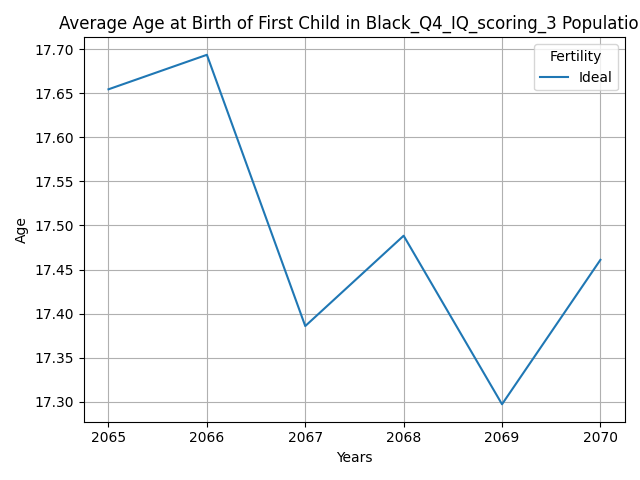 Average Age at Birth of First Child in Black_Q4_IQ_scoring_3 Populatio
Fertility
Ideal
17.70
17.65
17.60
17.55
17.50
17.45
17.40
17.35
17.30
Age
2065 2066 2067 2068 2069 2070
Years